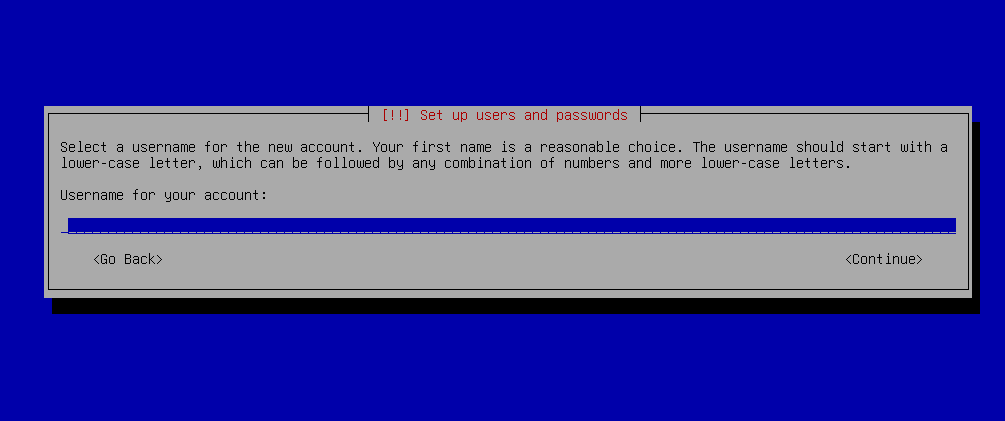 [!!] Set up users and passwords
Select a username for the new account. Your first name is a reasonable choice. The username should start with a
lower-case letter, which can be followed by any combination of numbers and more lower-case letters.
Username for your account:
<Go Back> <Continue>